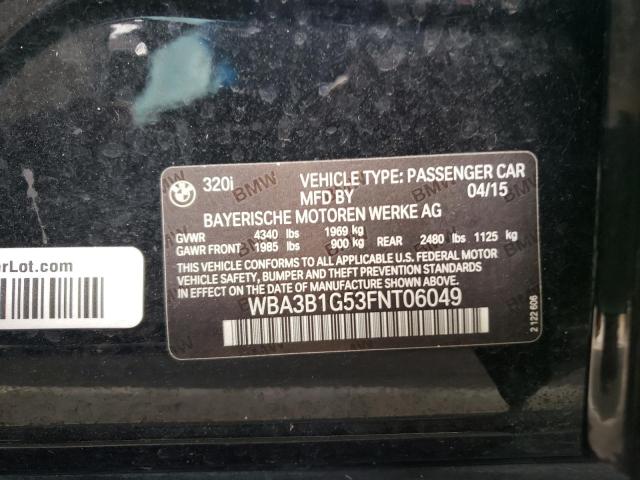 320i
VEHICLE TYPE: PASSENGER CAR
MFD BY 04/15
BAYERISCHE MOTOREN WERKE AG
GVWR 4340 lbs 1969 kg
GAWR FRONT 1985 lbs 900 kg REAR 2480 lbs 1125 kg
THIS VEHICLE CONFORMS TO ALL APPLICABLE U.S. FEDERAL MOTOR
VEHICLE SAFETY, BUMPER AND THEFT PREVENTION STANDARDS IN
EFFECT ON THE DATE OF MANUFACTURE SHOWN ABOVE.
WBA3B1G53FNT06049
2 122 606
erLot.com